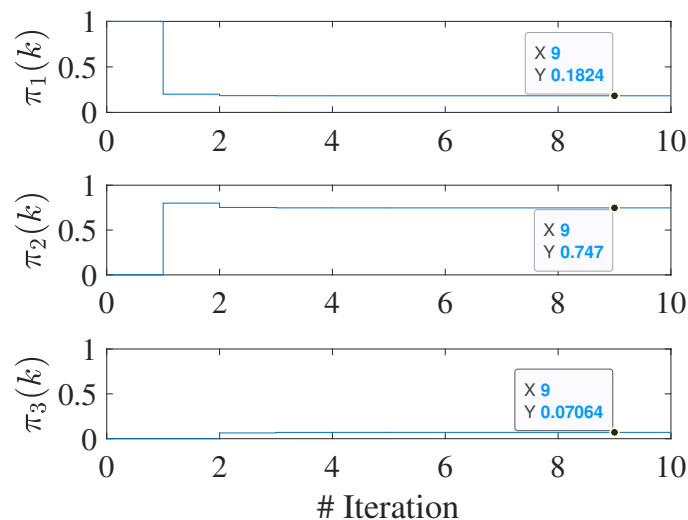 π₁(k)
1
0.5
0
X 9
Y 0.1824
0 2 4 6 8 10
π₂(k)
1
0.5
0
X 9
Y 0.747
0 2 4 6 8 10
π₃(k)
1
0.5
0
X 9
Y 0.07064
0 2 4 6 8 10
# Iteration